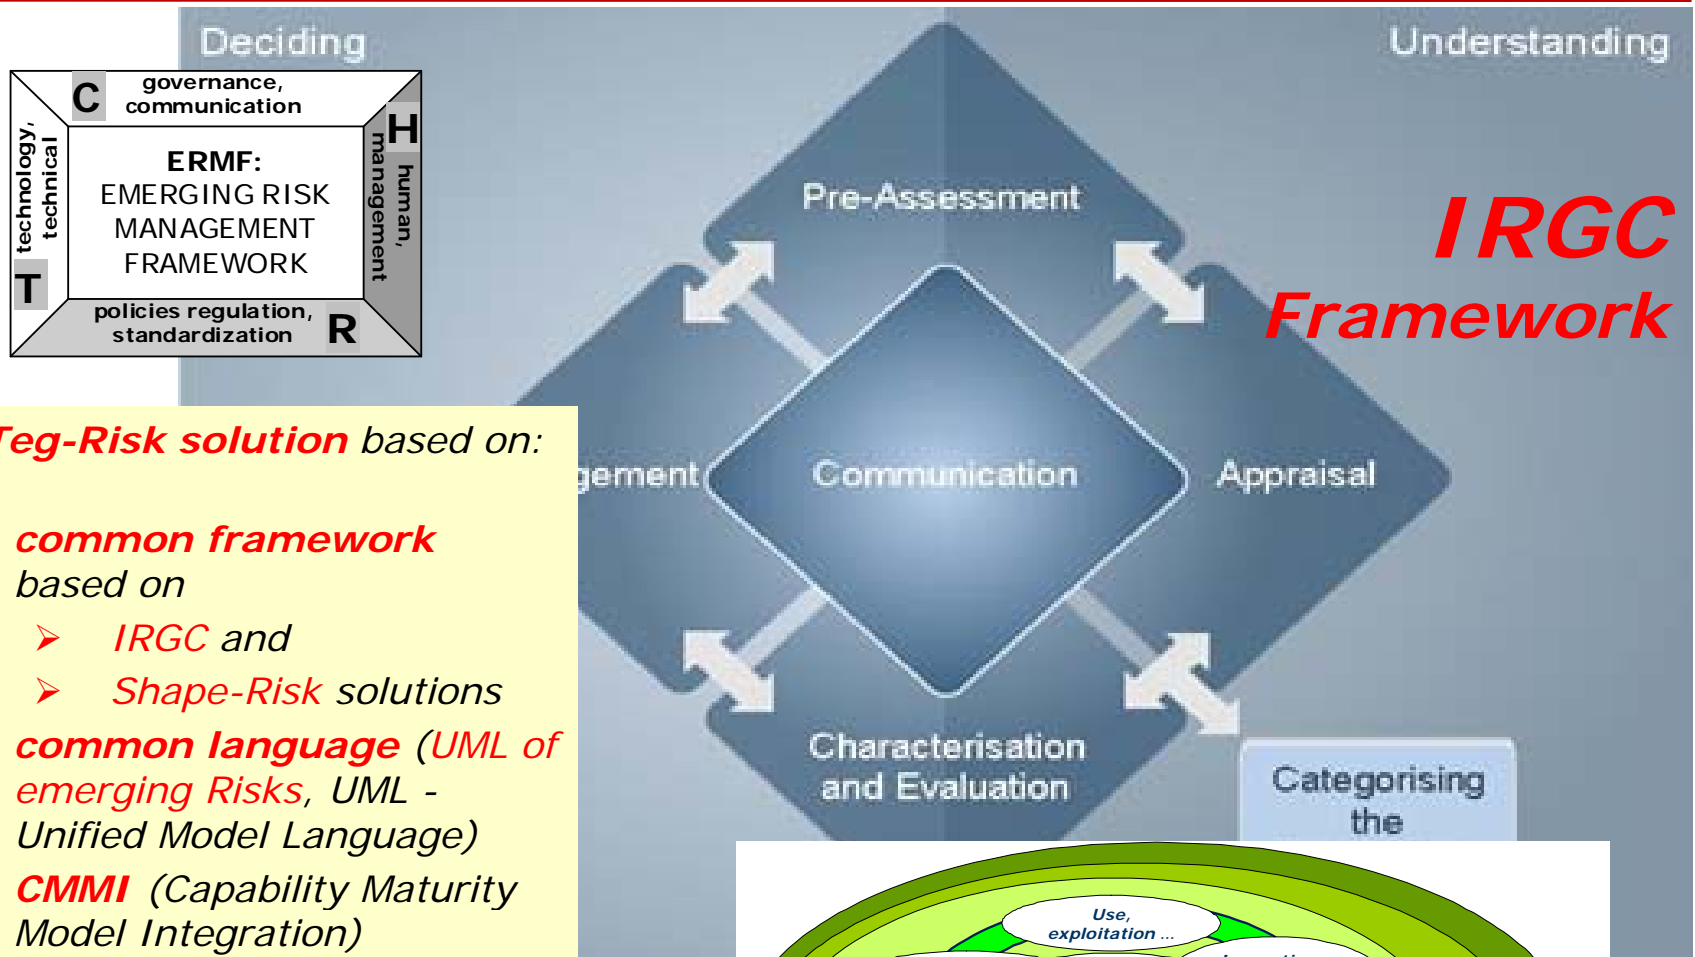 Deciding
Understanding
C
governance,
communication
technology,
technical
T
H
human,
management
ERMF:
EMERGING RISK
MANAGEMENT
FRAMEWORK
policies regulation,
standardization
R
IRGC
Framework
Pre-Assessment
gement
Communication
Appraisal
Characterisation
and Evaluation
Categorising
the
Teg-Risk solution based on:
common framework
based on
IRGC and
Shape-Risk solutions
common language (UML of
emerging Risks, UML -
Unified Model Language)
CMMI (Capability Maturity
Model Integration)
Use,
exploitation ...